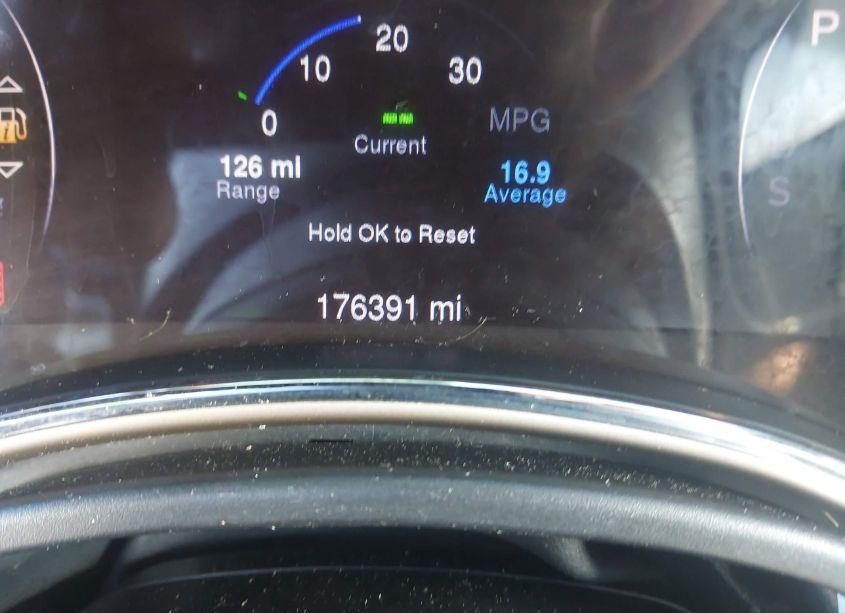 P
20
10
30
0
MPG
Current
126 mi
16.9
Range
Average
S
Hold OK to Reset
176391 mi